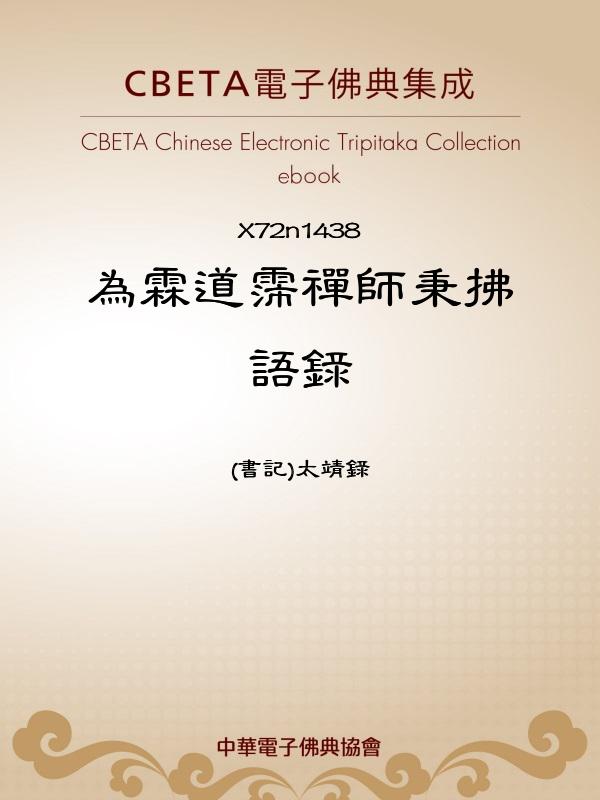 CBETA電子佛典集成
CBETA Chinese Electronic Tripitaka Collection
ebook
X72n1438
為霖道霈禪師秉拂
語錄
(書記)太靖錄
中華電子佛典協會